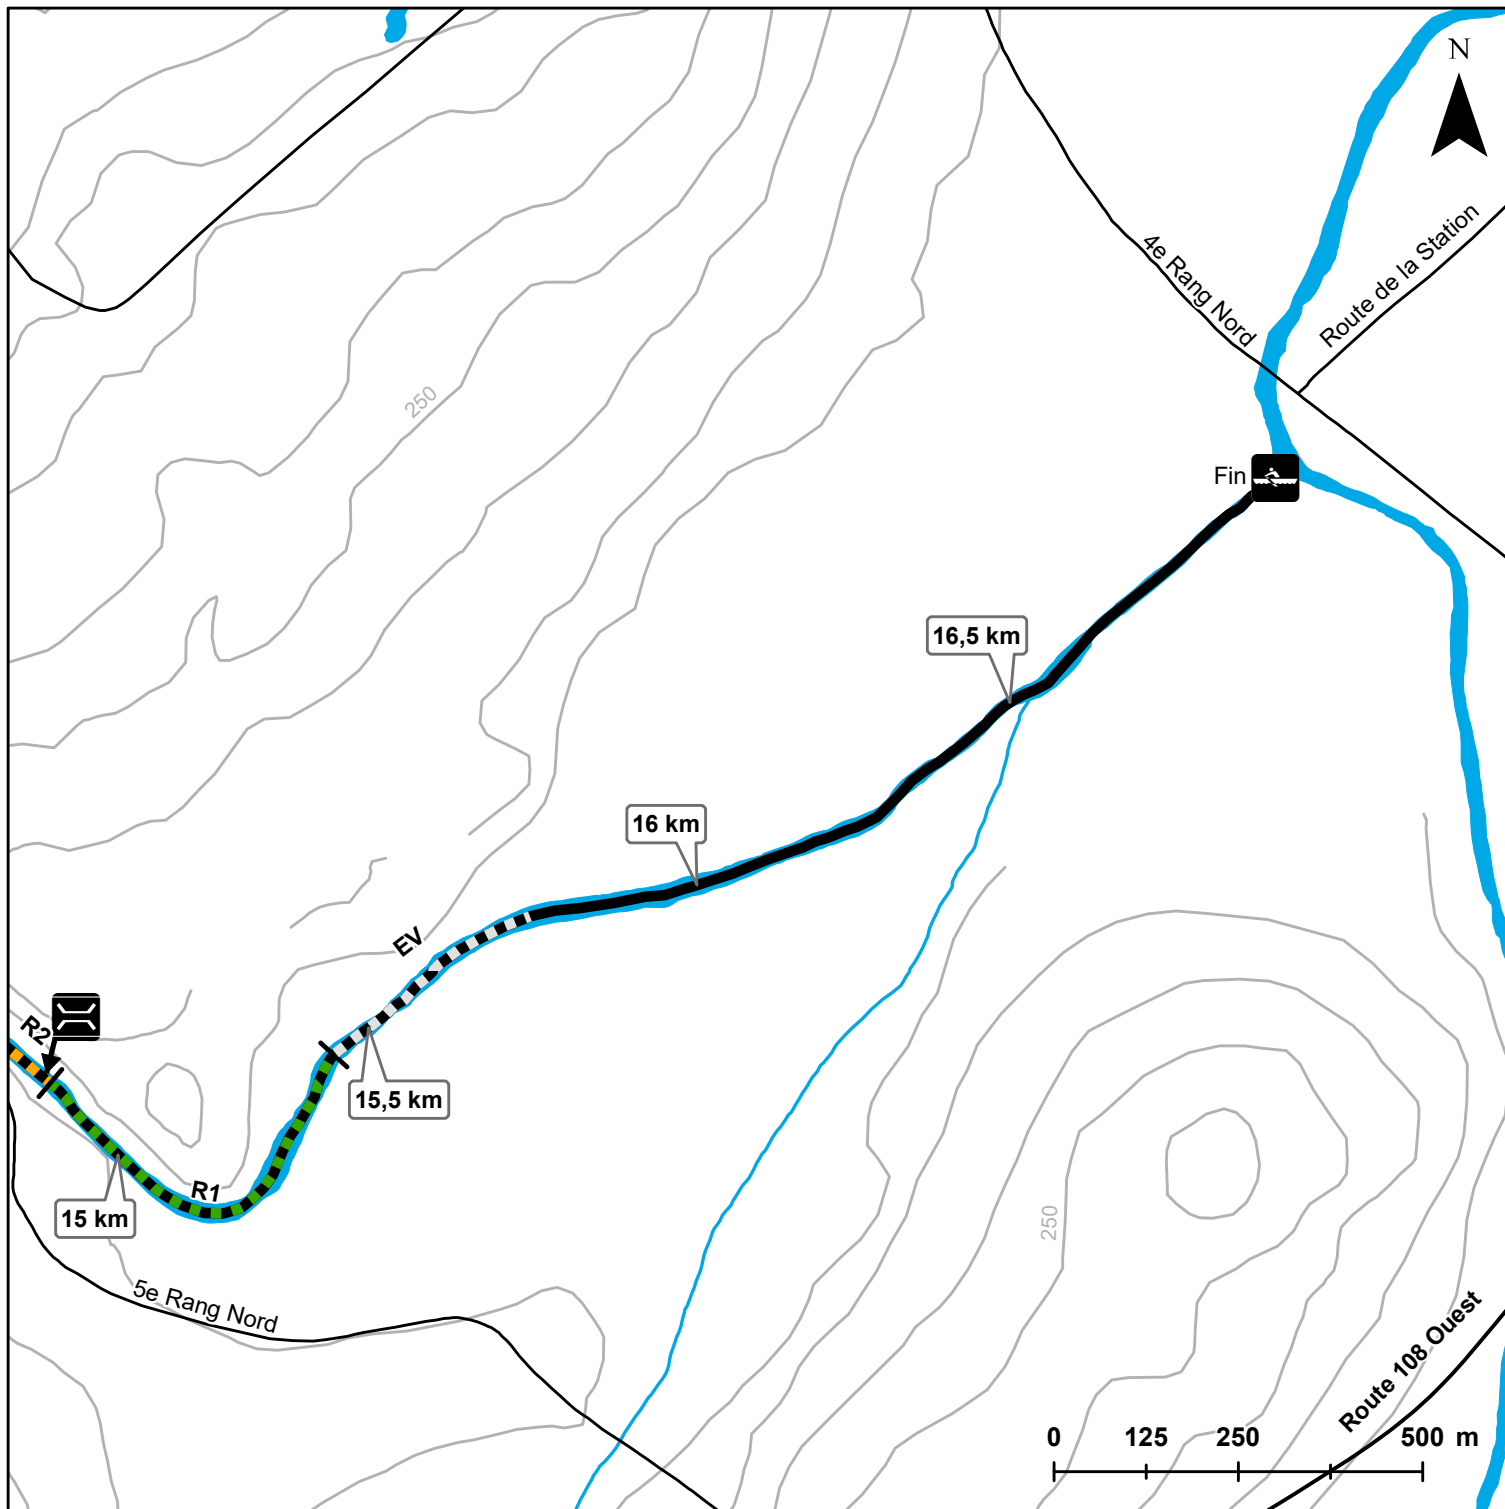 N
4e Rang Nord
Route de la Station
250
Fin
16,5 km
16 km
EV
R2
15,5 km
R1
15 km
250
5e Rang Nord
Route 108 Ouest
0 125 250 500 m